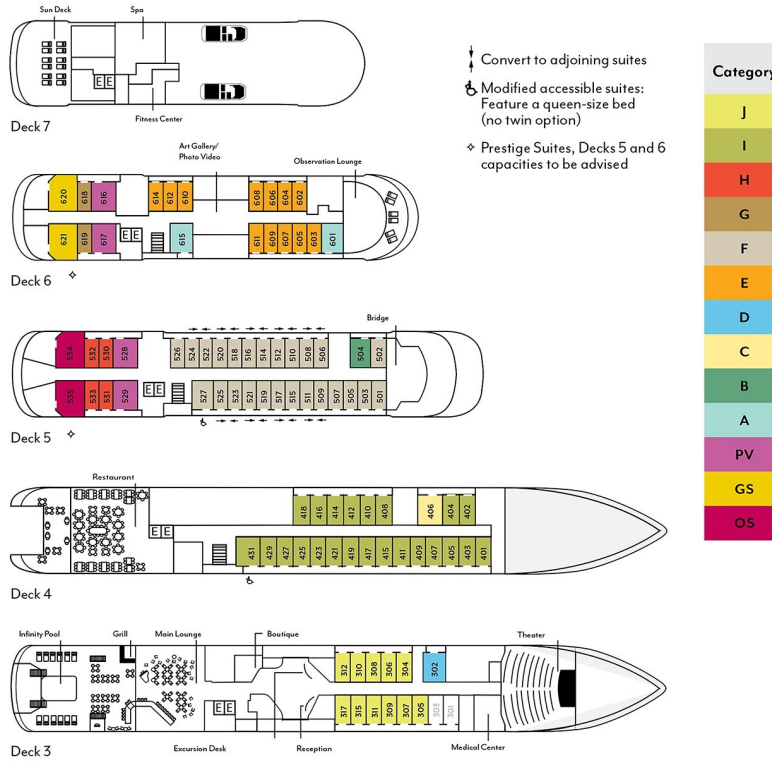 Sun Deck
Spa
E E
Fitness Center
Deck 7
Convert to adjoining suites
Modified accessible suites:
Feature a queen-size bed
(no twin option)
Prestige Suites, Decks 5 and 6
capacities to be advised
Category
J
I
H
G
F
E
D
C
B
A
PV
GS
OS
Art Gallery/
Photo Video
Observation Lounge
620 618 616 614 612 610 608 606 604 602
621 619 617 E E 615 611 609 607 605 603 601
Deck 6
Bridge
534 532 530 528 526 524 522 520 518 516 514 512 510 508 506 504 502
535 533 531 529 E E 527 525 523 521 519 517 515 511 509 507 505 503 501
Deck 5
Restaurant
418 416 414 412 410 408 406 404 402
E E
431 429 427 425 423 421 419 417 415 411 409 407 405 403 401
Deck 4
Infinity Pool
Grill
Main Lounge
Boutique
Theater
312 310 308 306 304 302
E E
317 315 311 309 307 305 303 301
Excursion Desk
Reception
Medical Center
Deck 3